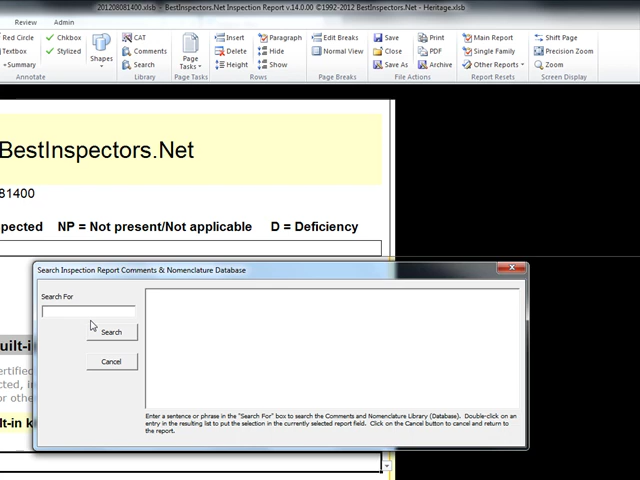 201208081400.xlsb - BestInspectors.Net Inspection Report v.14.0.00 ©1992-2012 BestInspectors.Net - Heritage.xlsb
Review Admin
Red Circle Chkbox CAT Insert Paragraph Edit Breaks Save Print Main Report Shift Page
Textbox Stylized Shapes Comments Page Tasks Delete Hide Normal View Close PDF Single Family Precision Zoom
Summary Search Height Show Save As Archive Other Reports Zoom
Annotate Library Page Tasks Rows Page Breaks File Actions Report Resets Screen Display
BestInspectors.Net
81400
pected NP = Not present/Not applicable D = Deficiency
Search Inspection Report Comments & Nomenclature Database
Search For
Search
Cancel
Enter a sentence or phrase in the "Search For" box to search the Comments and Nomenclature Library (Database). Double-click on an
entry in the resulting list to put the selection in the currently selected report field. Click on the Cancel button to cancel and return to
the report.
uilt-in
ertified
cted, in
or othe
lt-in k